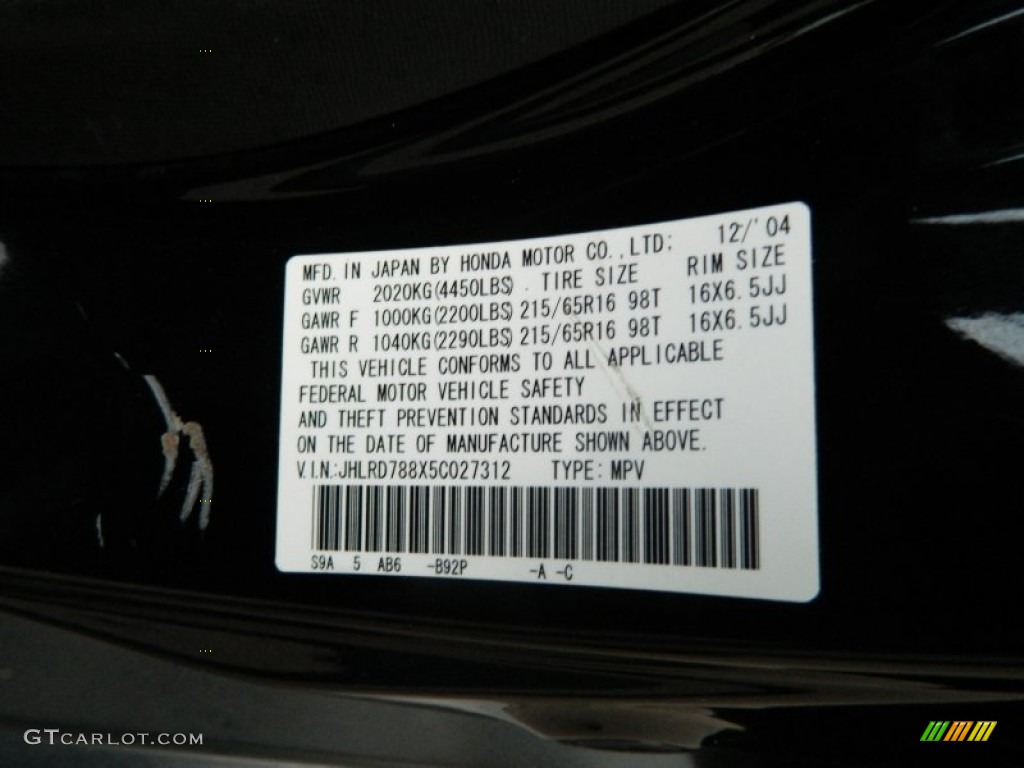 MFD. IN JAPAN BY HONDA MOTOR CO.,LTD: 12/'04
GVWR 2020KG(4450LBS) . TIRE SIZE RIM SIZE
GAWR F 1000KG(2200LBS) 215/65R16 98T 16X6.5JJ
GAWR R 1040KG(2290LBS) 215/65R16 98T 16X6.5JJ
THIS VEHICLE CONFORMS TO ALL APPLICABLE
FEDERAL MOTOR VEHICLE SAFETY
AND THEFT PREVENTION STANDARDS IN EFFECT
ON THE DATE OF MANUFACTURE SHOWN ABOVE.
V.I.N.:JHLRD788X5C027312 TYPE: MPV
S9A 5 AB6 -B92P -A -C
GTCARLOT.COM